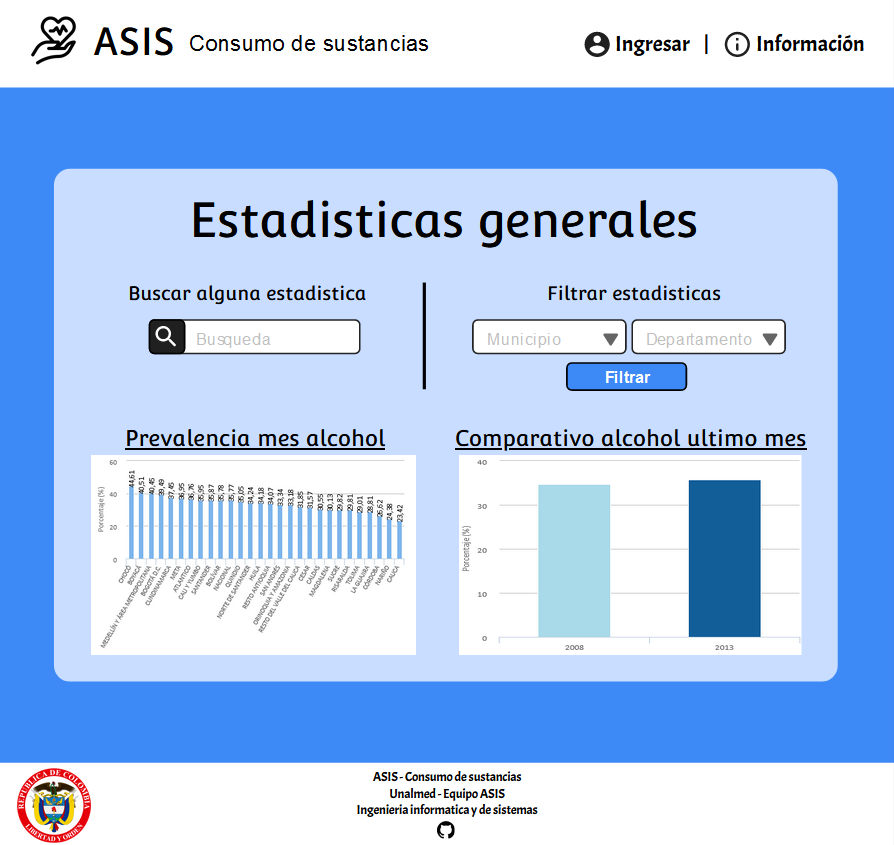 ASIS Consumo de sustancias
Ingresar | Información
Estadisticas generales
Buscar alguna estadistica
Busqueda
Filtrar estadisticas
Municipio
Departamento
Filtrar
Prevalencia mes alcohol
Porcentaje (%)
60
40
20
0
44,61
40,51
40,45
39,49
37,45
36,95
36,76
35,95
35,87
35,78
35,77
35,05
34,24
34,18
34,07
33,34
33,18
31,85
31,57
30,55
30,13
29,82
29,81
29,01
28,81
26,62
24,38
23,42
CHOCÓ
BOYACÁ
MEDELLÍN Y ÁREA METROPOLITANA
BOGOTÁ D.C.
CUNDINAMARCA
META
ATLANTICO
CALI Y YUMBO
SANTANDER
BOLÍVAR
NACIONAL
QUINDIO
NORTE DE SANTANDER
HUILA
RESTO ANTIOQUIA
SAN ANDRÉS
ORINOQUIA Y AMAZONIA
RESTO DEL VALLE DEL CAUCA
CESAR
CALDAS
MAGDALENA
SUCRE
RISARALDA
TOLIMA
LA GUAJIRA
CÓRDOBA
NARIÑO
CAUCA
Comparativo alcohol ultimo mes
Porcentaje (%)
40
30
20
10
0
2008
2013
REPUBLICA DE COLOMBIA
LIBERTAD Y ORDEN
ASIS - Consumo de sustancias
Unalmed - Equipo ASIS
Ingenieria informatica y de sistemas